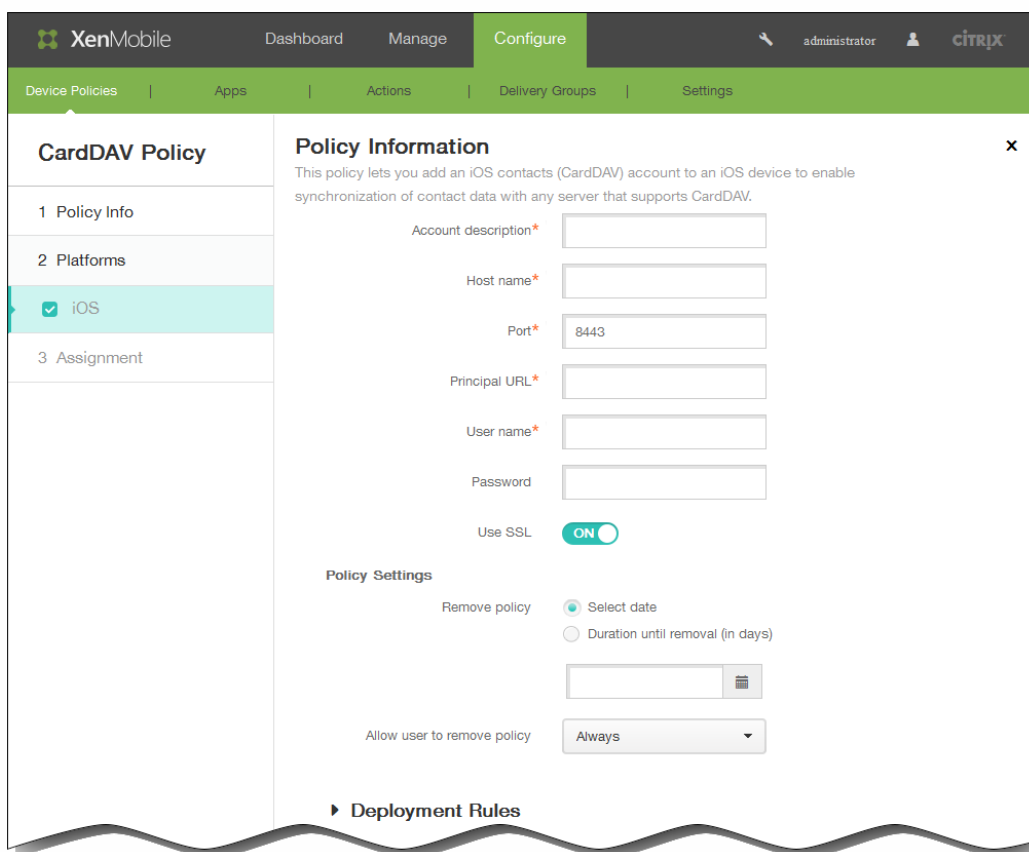 XenMobile Dashboard Manage Configure administrator CİTRIX
Device Policies | Apps | Actions | Delivery Groups | Settings
CardDAV Policy
1 Policy Info
2 Platforms
iOS
3 Assignment
Policy Information
x
This policy lets you add an iOS contacts (CardDAV) account to an iOS device to enable
synchronization of contact data with any server that supports CardDAV.
Account description*
Host name*
Port* 8443
Principal URL*
User name*
Password
Use SSL ON
Policy Settings
Remove policy Select date
Duration until removal (in days)
Allow user to remove policy Always
Deployment Rules